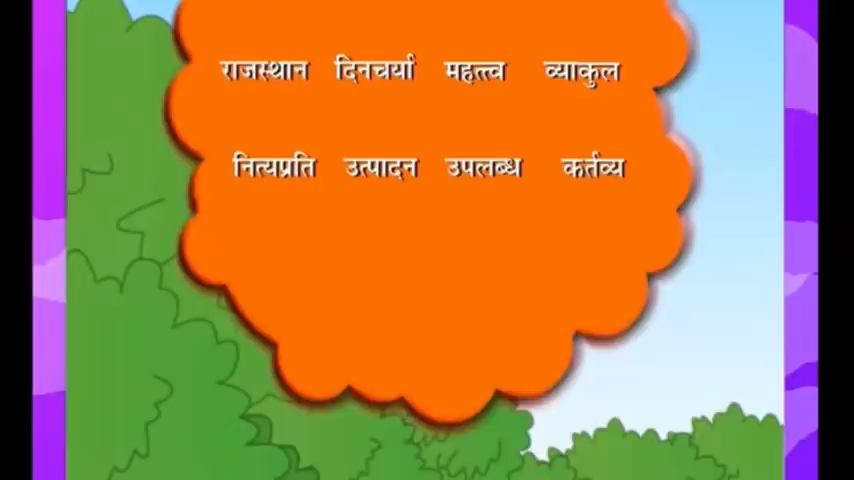 राजस्थान दिनचर्या महत्त्व व्याकुल
नित्यप्रति उत्पादन उपलब्ध कर्तव्य